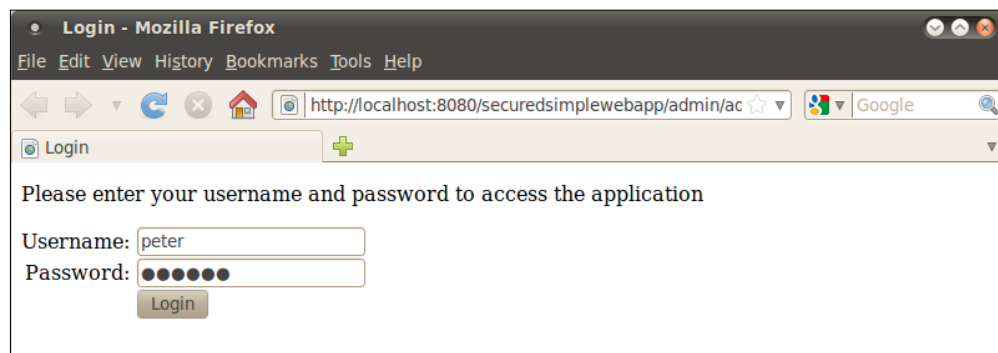 Login - Mozilla Firefox
File Edit View History Bookmarks Tools Help
http://localhost:8080/securedsimplewebapp/admin/ac
Google
Login
Please enter your username and password to access the application
Username: peter
Password: ●●●●●●
Login